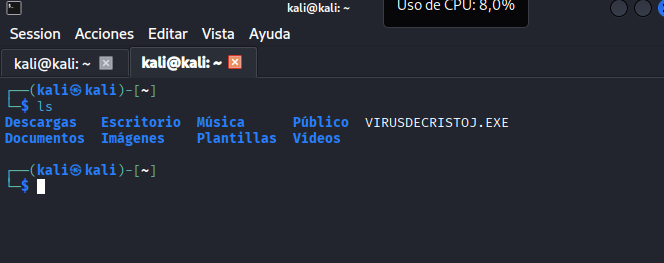 kali@kali: ~
Uso de CPU: 8,0%
Session Acciones Editar Vista Ayuda
kali@kali: ~ kali@kali: ~
┌──(kali㉿kali)-[~]
└─$ ls
Descargas Escritorio Música Público VIRUSDECRISTOJ.EXE
Documentos Imágenes Plantillas Vídeos
┌──(kali㉿kali)-[~]
└─$